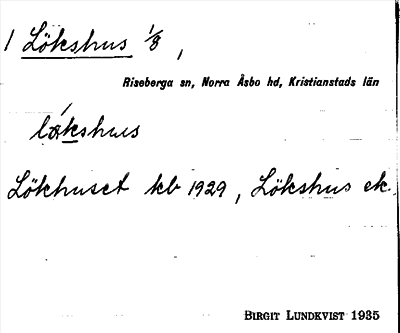 1 Lökshus 1/8,
Riseberga sn, Norra Åsbo hd, Kristianstads län
lǿkshus
Lökhuset kb 1929, Lökshus ek.
BIRGIT LUNDKVIST 1935